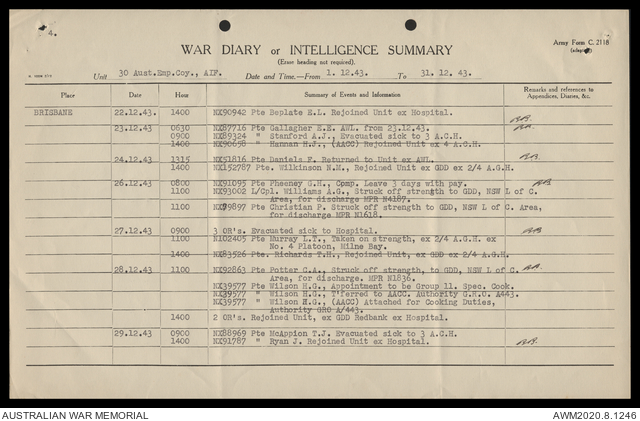 4.
WAR DIARY or INTELLIGENCE SUMMARY
(Erase heading not required).
Army Form C. 2118
(adapted)
Unit 30 Aust.Emp.Coy., AIF. Date and Time.—From 1. 12.43. To 31. 12. 43.
Place Date Hour Summary of Events and Information Remarks and references to Appendices, Diaries, &c.
BRISBANE 22.12.43. 1400 NX90942 Pte Beplate E.L. Rejoined Unit ex Hospital.
23.12.43. 0630 NX87716 Pte Gallagher E.E. AWL. from 23.12.43.
0900 NX89324 " Stanford A.J., Evacuated sick to 3 A.C.H.
1400 NX90658 " Hannan H.J., (AACC) Rejoined Unit ex 4 A.C.H.
24.12.43 1315 NX51816 Pte Daniels F. Returned to Unit ex AWL.
1400 NX152787 Pte. Wilkinson N.M., Rejoined Unit ex GDD ex 2/4 A.G.H.
26.12.43 0800 NX91095 Pte Pheeney G.H., Comp. Leave 3 days with pay.
1100 NX93002 L/Cpl. Williams A.G., Struck off strength to GDD, NSW L of C.
Area, for discharge MPR N4187.
1100 NX79897 Pte Christian P. Struck off strength to GDD, NSW L of C. Area,
for discharge MPR N1618.
27.12.43 0900 3 OR's. Evacuated sick to Hospital.
1100 N102405 Pte Murray L.T., Taken on strength, ex 2/4 A.G.H. ex
No. 4 Platoon, Milne Bay.
1400 NX83526 Pte. Richards T.H., Rejoined Unit, ex GDD ex 2/4 A.G.H.
28.12.43 1100 NX92863 Pte Potter C.A., Struck off strength, to GDD, NSW L of C.
Area, for discharge. MPR N1836.
NX39577 Pte Wilson H.G., Appointment to be Group 11. Spec. Cook.
NX39577 " Wilson H.G., T'ferred to AACC. Authority G.R.O. A443.
NX39577 " Wilson H.G., (AACC) Attached for Cooking Duties,
Authority GRO A/443.
1400 2 OR's. Rejoined Unit, ex GDD Redbank ex Hospital.
29.12.43 0900 NX88969 Pte McAppion T.J. Evacuated sick to 3 A.C.H.
1400 NX91787 " Ryan J. Rejoined Unit ex Hospital.
AUSTRALIAN WAR MEMORIAL AWM2020.8.1246